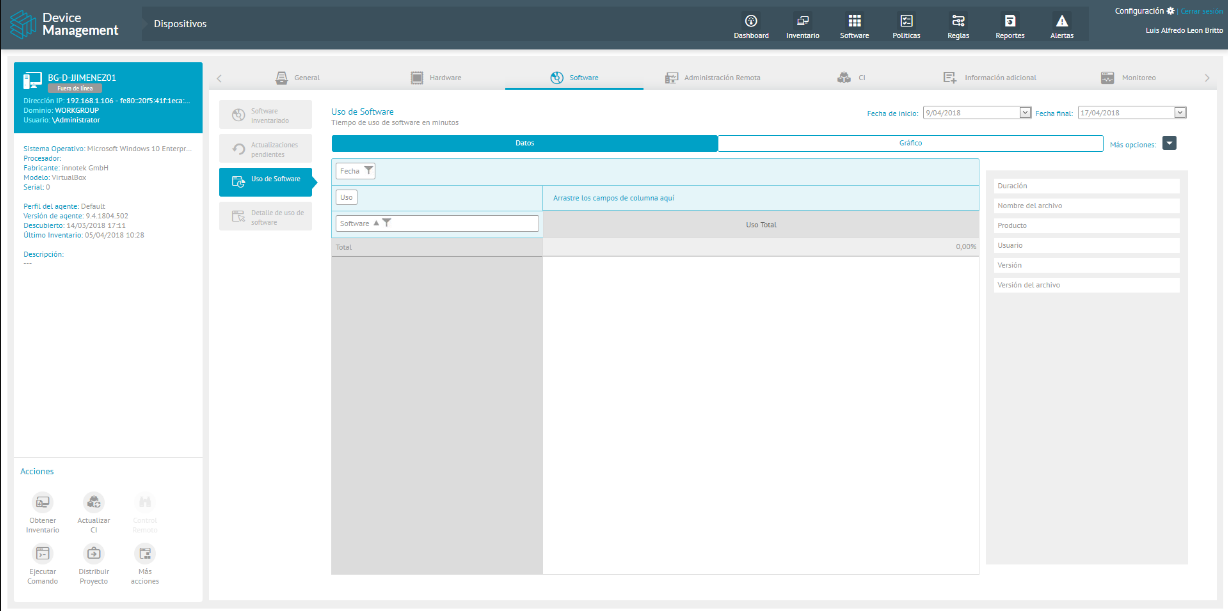 Device
Management
Dispositivos
Dashboard
Inventario
Software
Políticas
Reglas
Reportes
Alertas
Configuración | Cerrar sesión
Luis Alfredo Leon Britto
BG-D-JJIMENEZ01
Fuera de línea
Dirección IP: 192.168.1.106 - fe80::20f5:41f1:eca:...
Dominio: WORKGROUP
Usuario: \Administrator
Sistema Operativo: Microsoft Windows 10 Enterpr...
Procesador:
Fabricante: innotek GmbH
Modelo: VirtualBox
Serial: 0
Perfil del agente: Default
Versión de agente: 9.4.1804.502
Descubierto: 14/03/2018 17:11
Último Inventario: 05/04/2018 10:28
Descripción:
---
Acciones
Obtener
Inventario
Actualizar
CI
Control
Remoto
Ejecutar
Comando
Distribuir
Proyecto
Más
acciones
General
Hardware
Software
Administración Remota
CI
Información adicional
Monitoreo
Software
inventariado
Actualizaciones
pendientes
Uso de Software
Detalle de uso de
software
Uso de Software
Tiempo de uso de software en minutos
Fecha de inicio: 9/04/2018
Fecha final: 17/04/2018
Datos
Gráfico
Más opciones:
Fecha
Uso
Arrastre los campos de columna aquí
Software
Uso Total
Total
0,00%
Duración
Nombre del archivo
Producto
Usuario
Versión
Versión del archivo